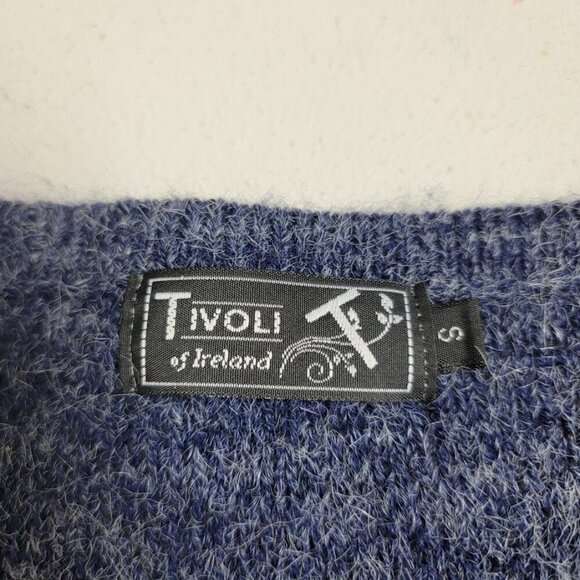 TIVOLI
of Ireland
T
S